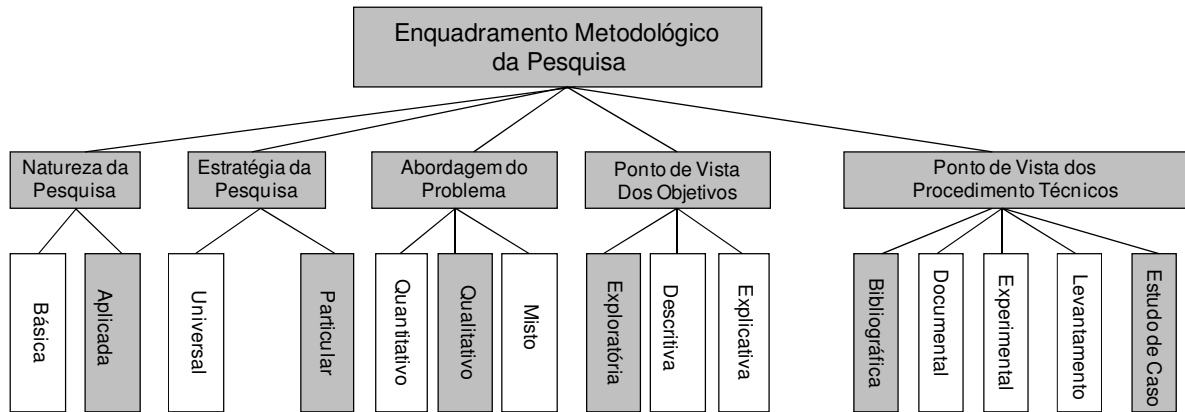 Enquadramento Metodológico
da Pesquisa
Natureza da
Pesquisa
Estratégia da
Pesquisa
Abordagem do
Problema
Ponto de Vista
Dos Objetivos
Ponto de Vista dos
Procedimento Técnicos
Básica
Aplicada
Universal
Particular
Quantitativo
Qualitativo
Misto
Exploratória
Descritiva
Explicativa
Bibliográfica
Documental
Experimental
Levantamento
Estudo de Caso